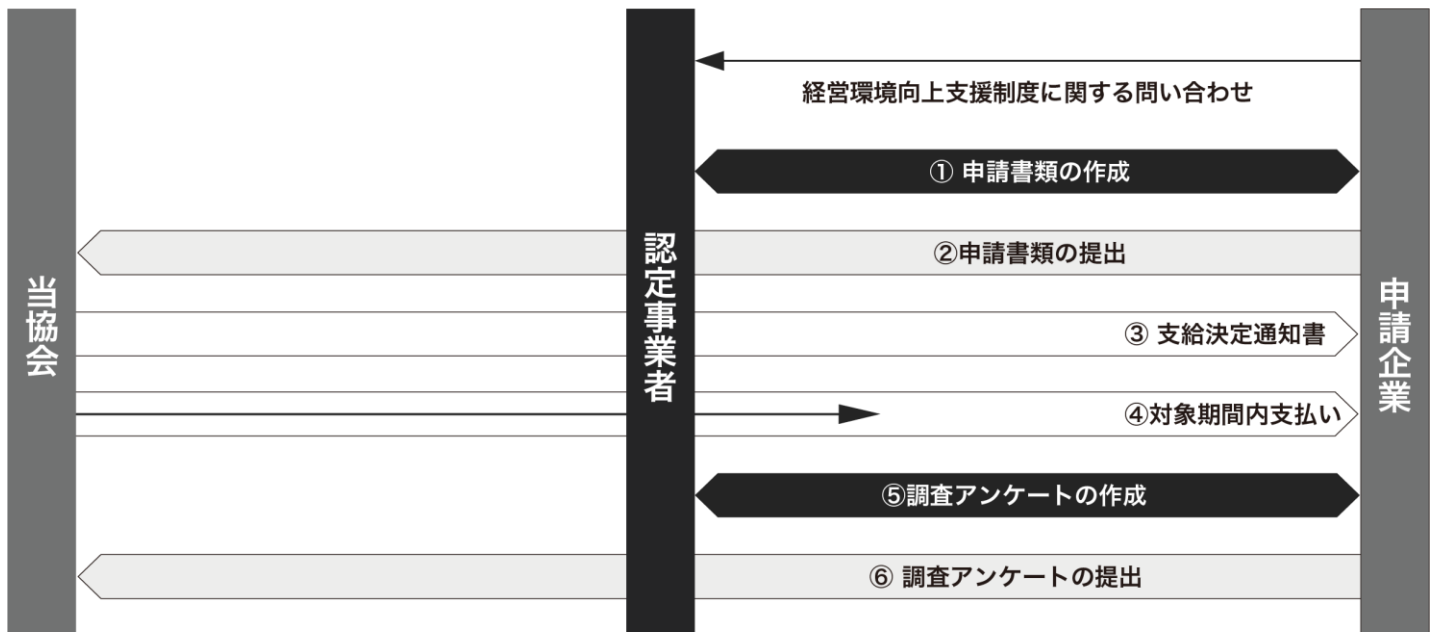 経営環境向上支援制度に関する問い合わせ
① 申請書類の作成
②申請書類の提出
③ 支給決定通知書
④対象期間内支払い
⑤調査アンケートの作成
⑥ 調査アンケートの提出
当協会
認定事業者
申請企業